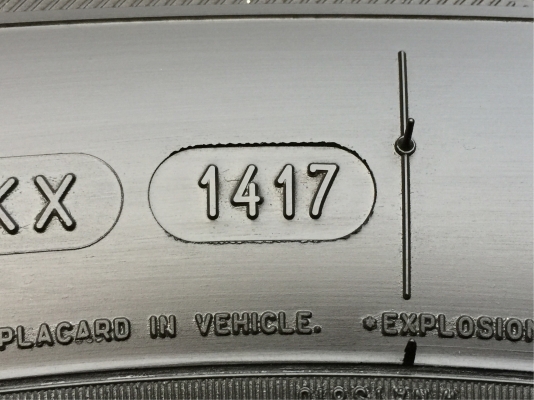 XX 1417
PLACARD IN VEHICLE. •EXPLOSION